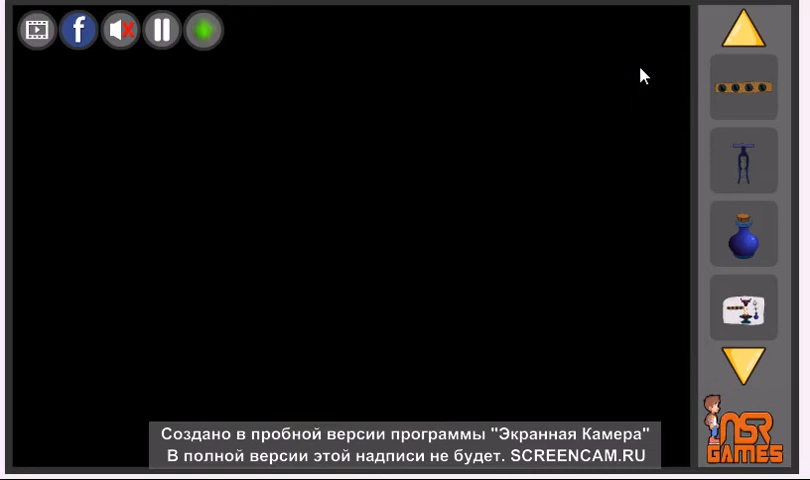 f
Создано в пробной версии программы "Экранная Камера"
В полной версии этой надписи не будет. SCREENCAM.RU
NSR
GAMES